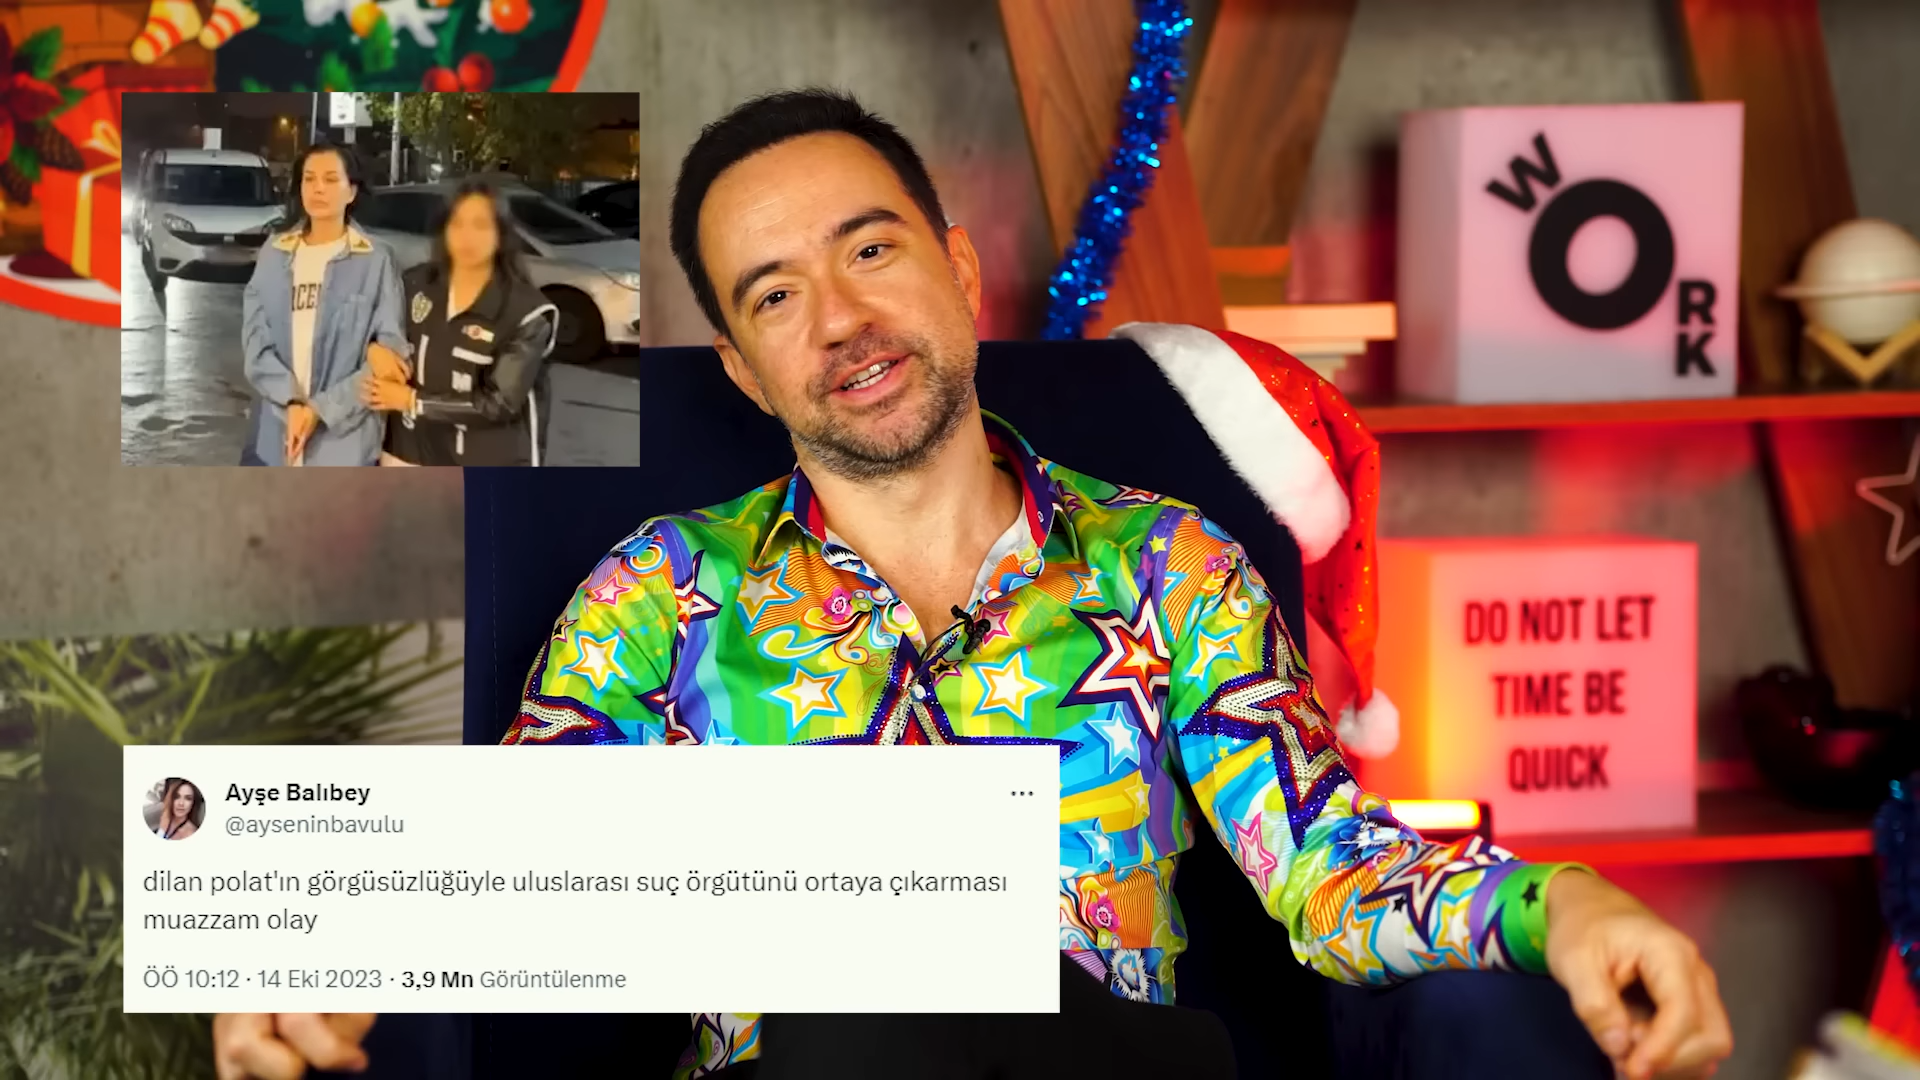 W
O
R
K
DO NOT LET
TIME BE
QUICK
Ayşe Balıbey
@ayseninbavulu
dilan polat'ın görgüsüzlüğüyle uluslarası suç örgütünü ortaya çıkarması
muazzam olay
ÖÖ 10:12 · 14 Eki 2023 · 3,9 Mn Görüntülenme